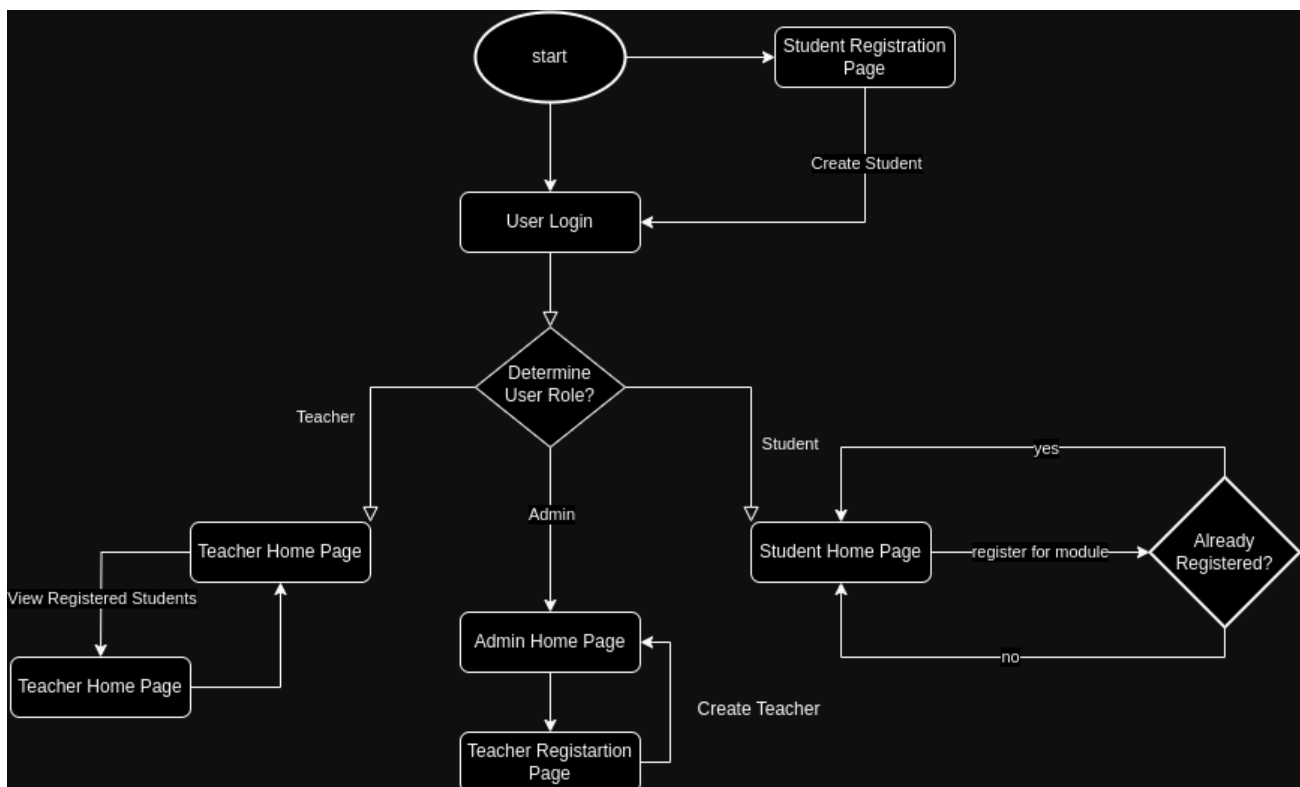 start
Student Registration
Page
Create Student
User Login
Determine
User Role?
Teacher
Student
Admin
yes
Teacher Home Page
Student Home Page
register for module
Already
Registered?
View Registered Students
no
Teacher Home Page
Admin Home Page
Create Teacher
Teacher Registartion
Page